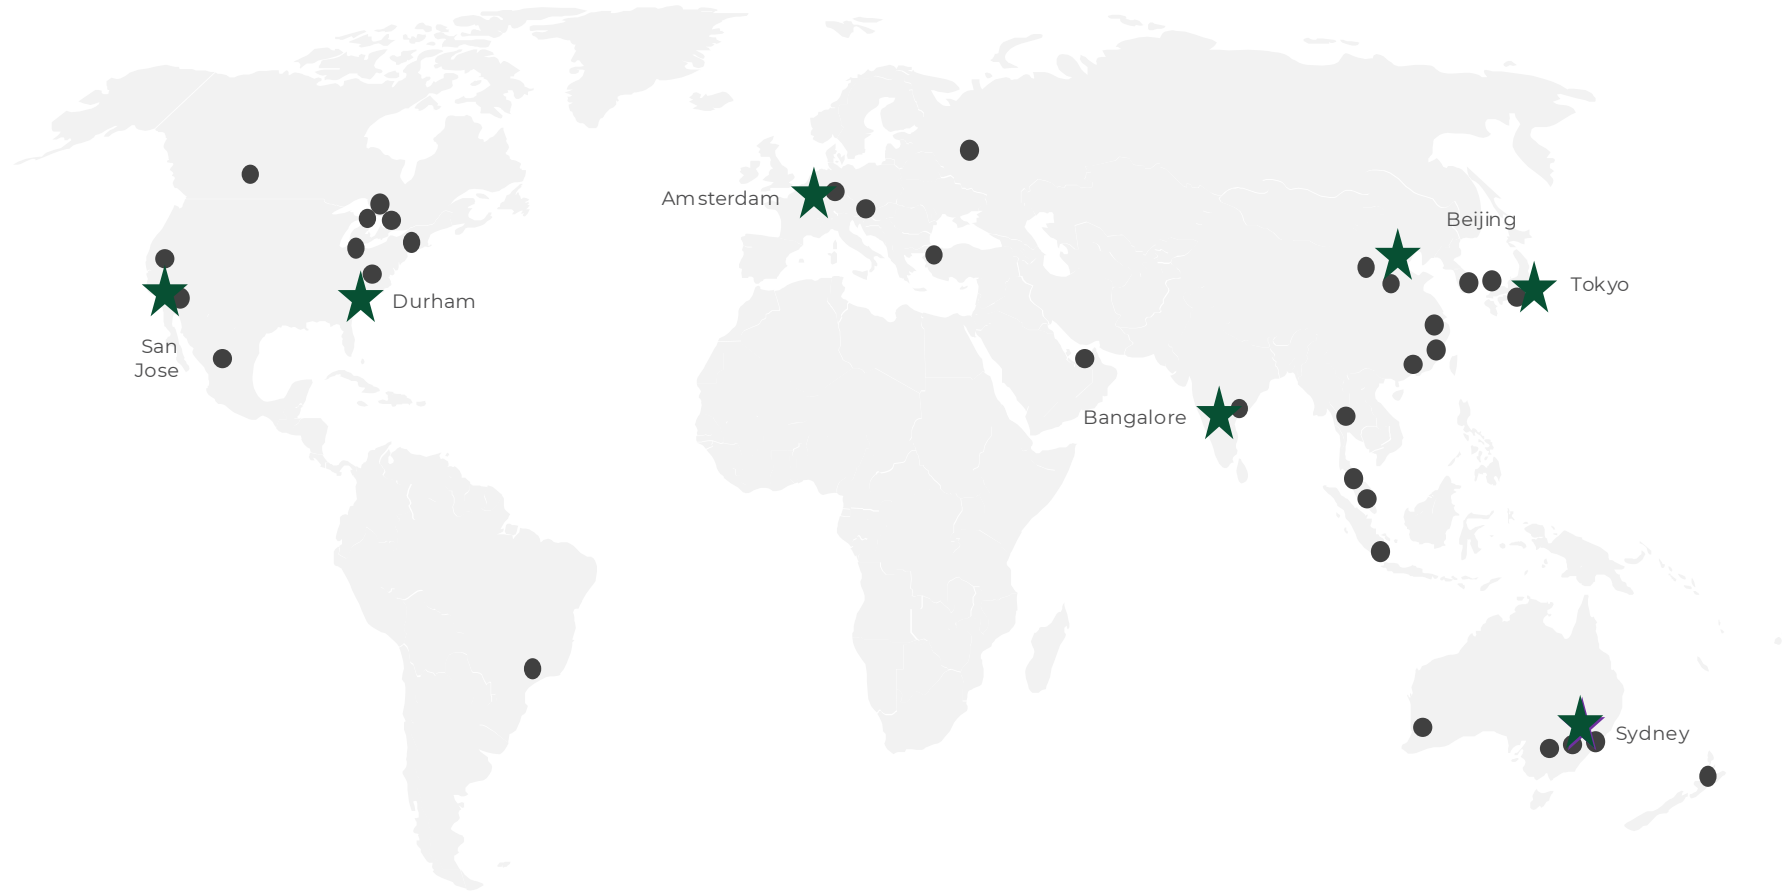 Amsterdam
Beijing
Tokyo
Durham
San
Jose
Bangalore
Sydney